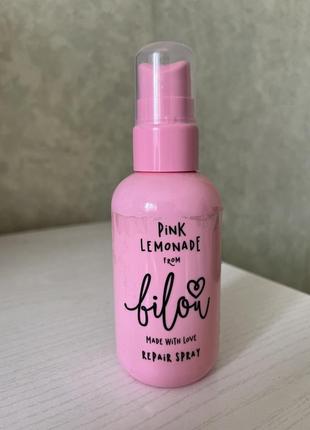 PINK
LEMONADE
FROM
bilou
MADE WITH LOVE
REPAIR SPRAY